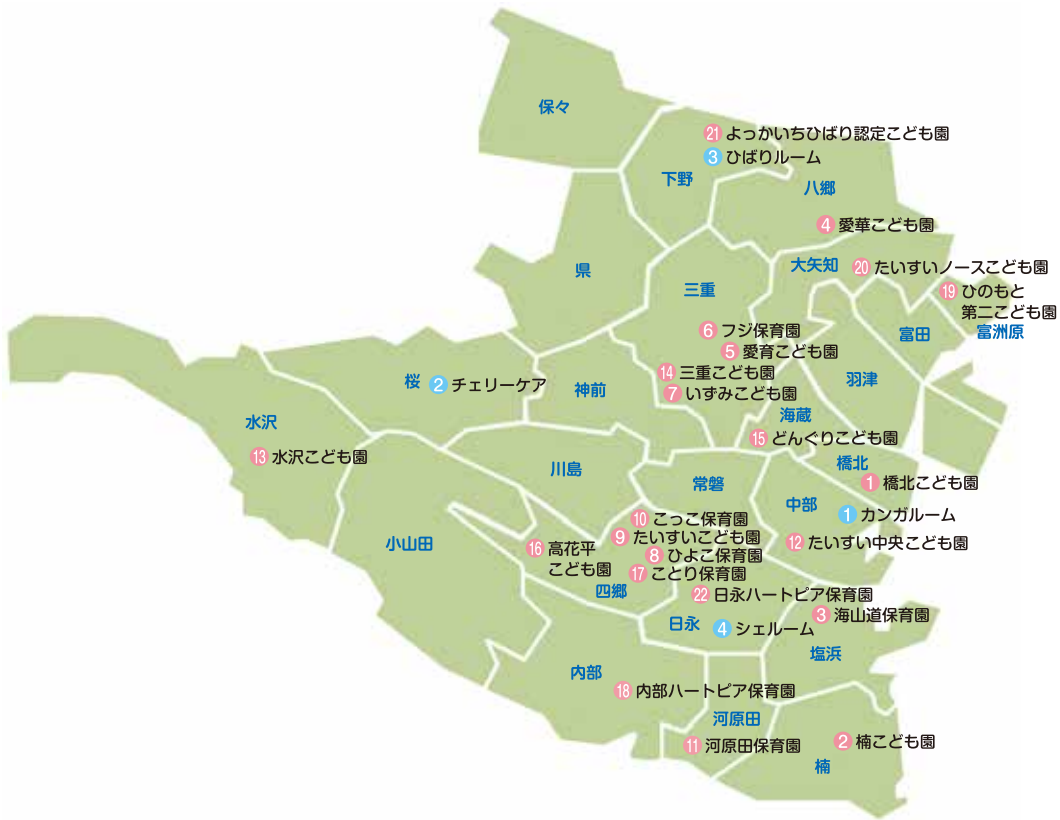 保々
㉑ よっかいちひばり認定こども園
③ ひばりルーム
下野
八郷
④ 愛華こども園
大矢知
⑳ たいすいノースこども園
県
三重
⑲ ひのもと
第二こども園
富洲原
富田
⑥ フジ保育園
⑤ 愛育こども園
⑭ 三重こども園
⑦ いずみこども園
羽津
桜
② チェリーケア
神前
海蔵
⑮ どんぐりこども園
水沢
⑬ 水沢こども園
川島
常磐
橋北
① 橋北こども園
中部
① カンガルーム
⑫ たいすい中央こども園
小山田
⑩ こっこ保育園
⑨ たいすいこども園
⑧ ひよこ保育園
⑰ ことり保育園
⑯ 高花平
こども園
四郷
㉒ 日永ハートピア保育園
日永
④ シェルーム
③ 海山道保育園
塩浜
内部
⑱ 内部ハートピア保育園
河原田
⑪ 河原田保育園
② 楠こども園
楠